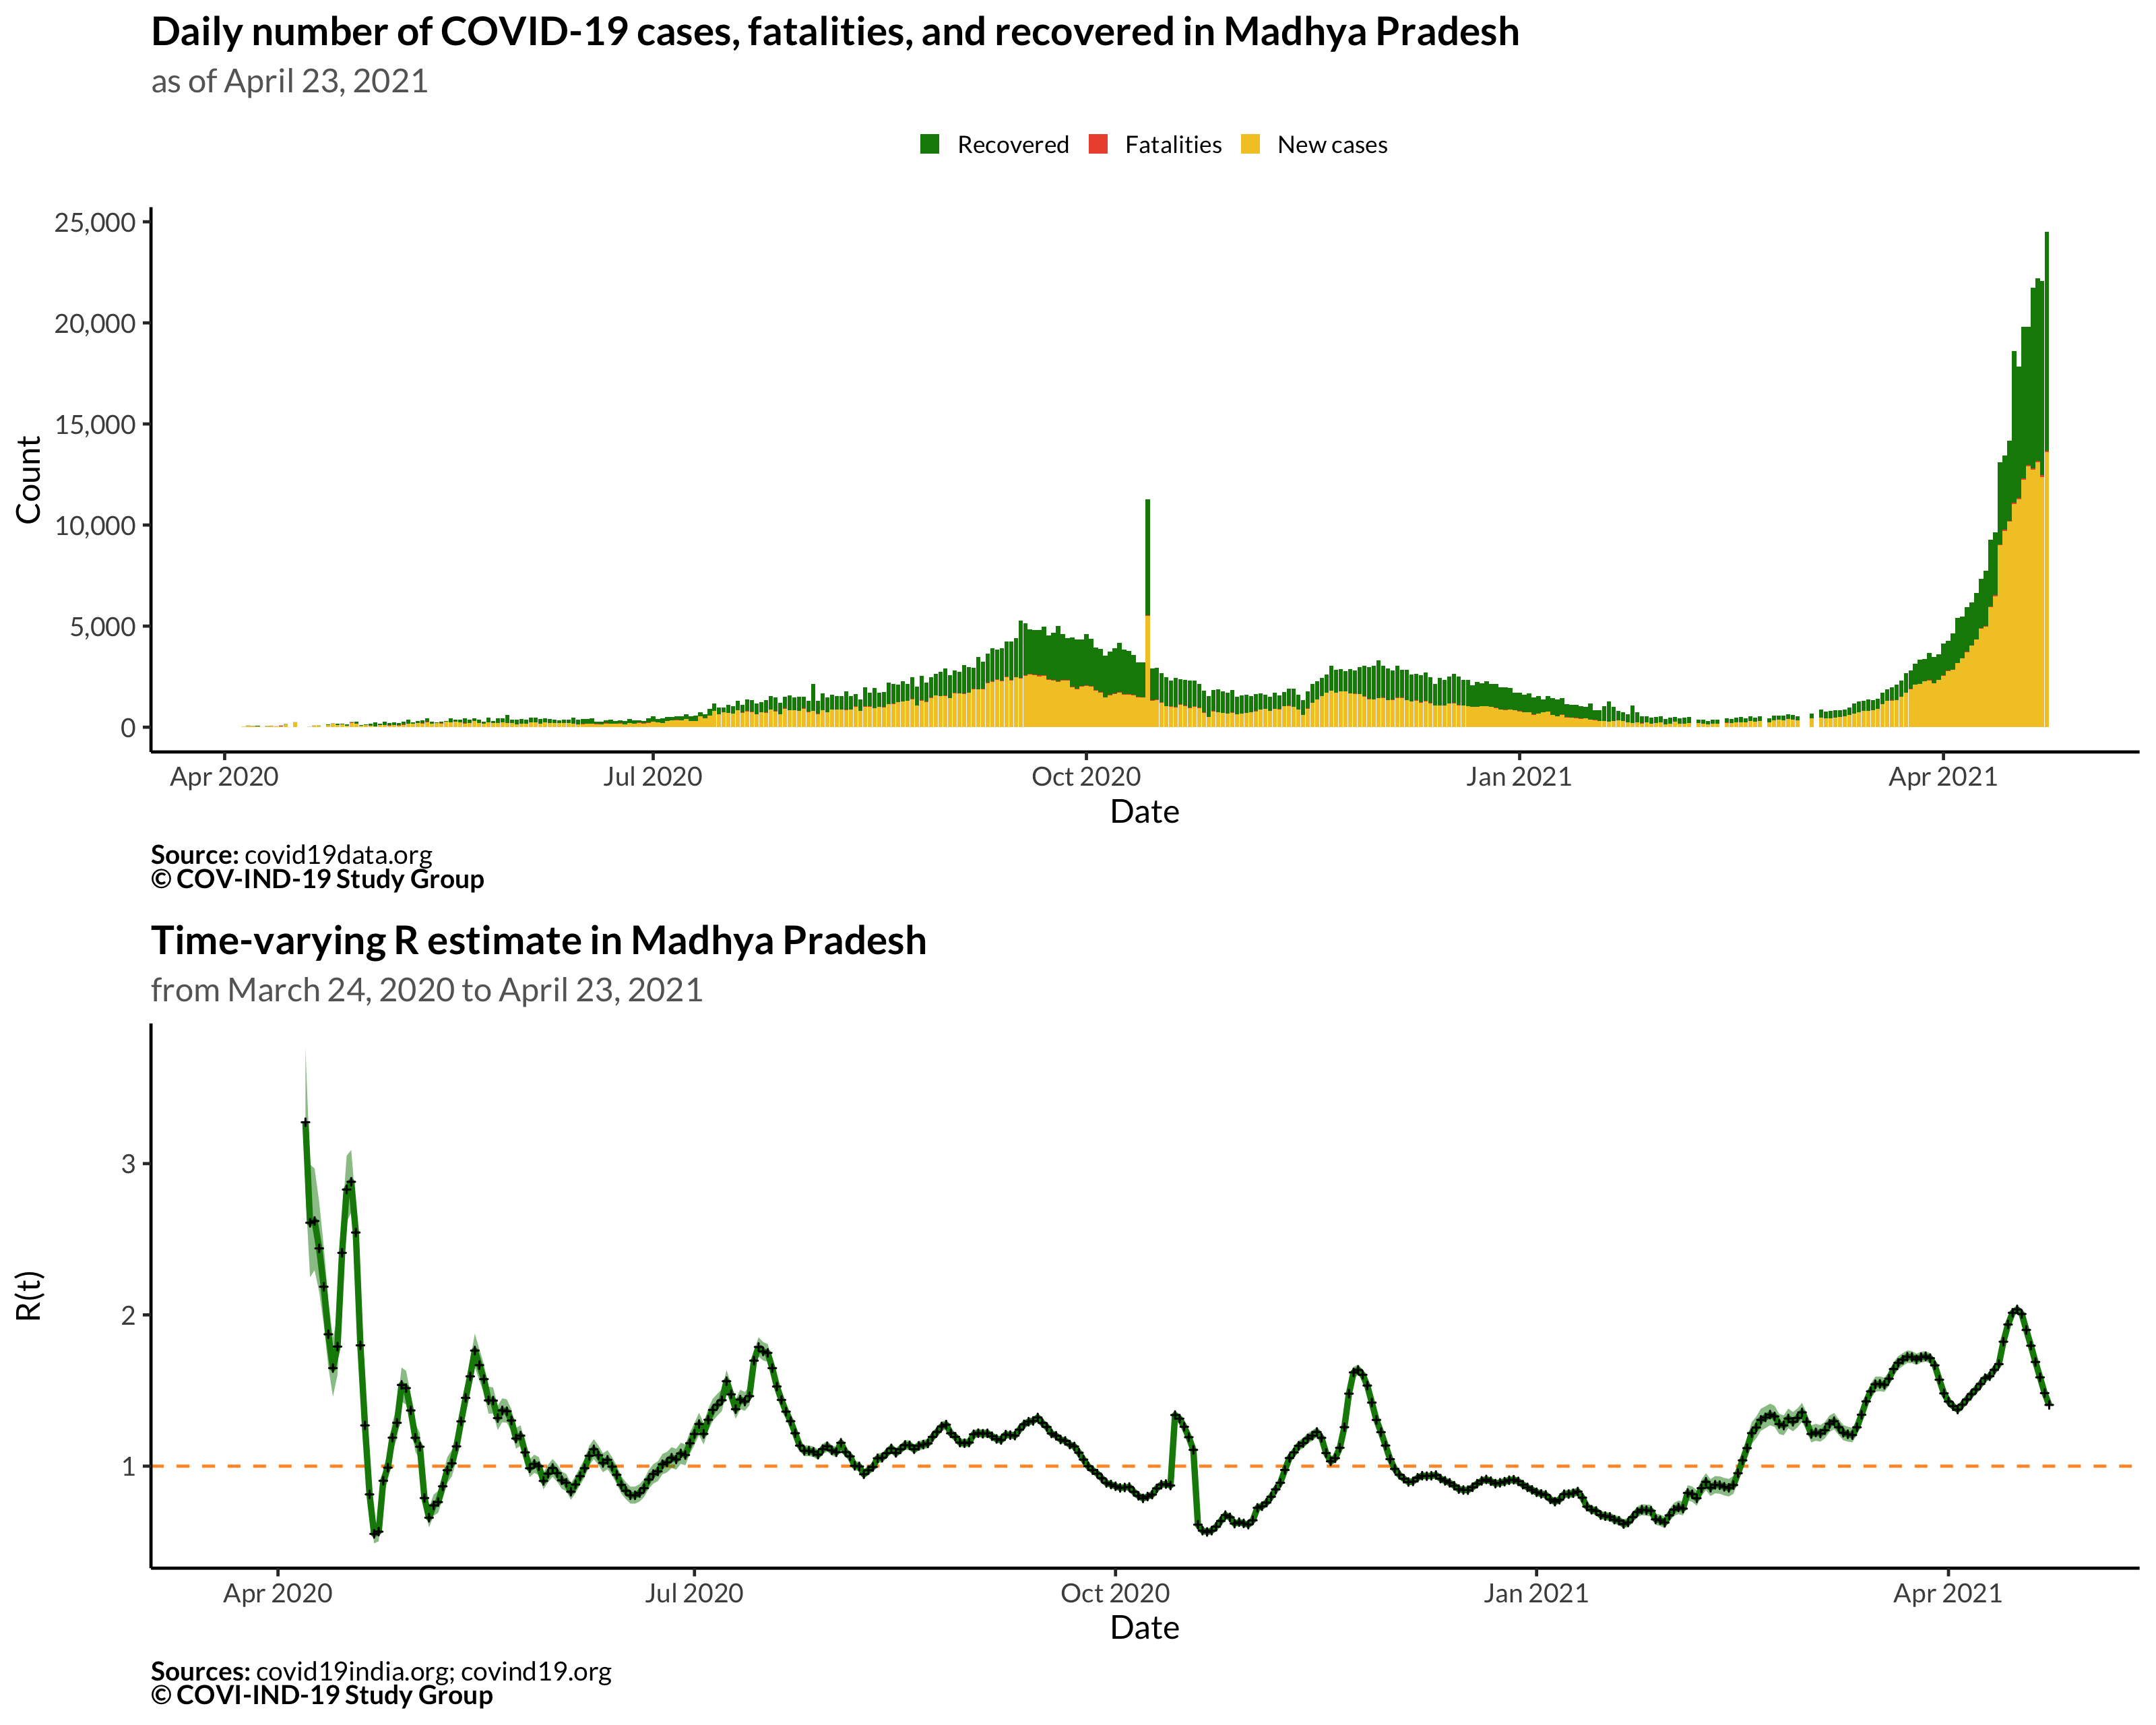 Daily number of COVID-19 cases, fatalities, and recovered in Madhya Pradesh
as of April 23, 2021
Recovered Fatalities New cases
25,000
20,000
15,000
10,000
5,000
0
Count
Apr 2020 Jul 2020 Oct 2020 Jan 2021 Apr 2021
Date
Source: covid19data.org
© COV-IND-19 Study Group
Time-varying R estimate in Madhya Pradesh
from March 24, 2020 to April 23, 2021
3
2
1
R(t)
Apr 2020 Jul 2020 Oct 2020 Jan 2021 Apr 2021
Date
Sources: covid19india.org; covind19.org
© COVI-IND-19 Study Group